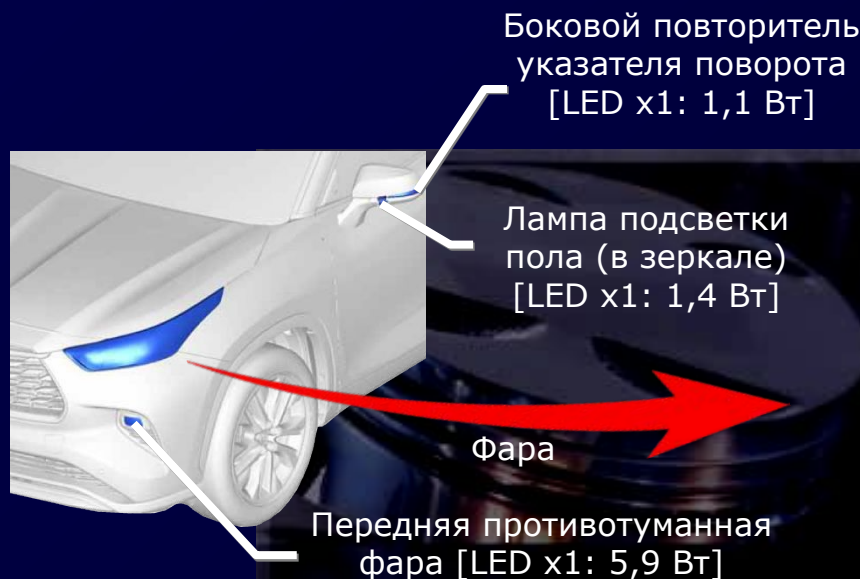 Боковой повторитель
указателя поворота
[LED x1: 1,1 Вт]
Лампа подсветки
пола (в зеркале)
[LED x1: 1,4 Вт]
Фара
Передняя противотуманная
фара [LED x1: 5,9 Вт]